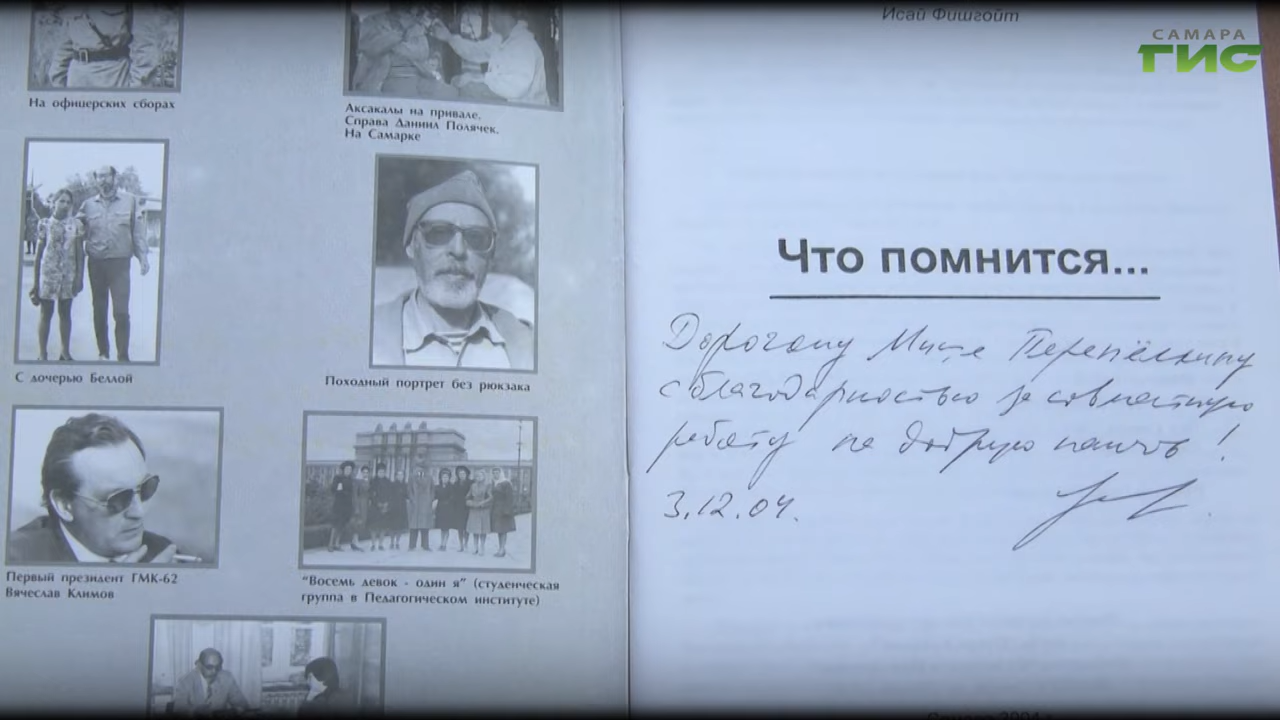 САМАРА
ГИС
На офицерских сборах
Аксакалы на привале.
Справа Даниил Полячек.
На Самарке
С дочерью Беллой
Походный портрет без рюкзака
Первый президент ГМК-62
Вячеслав Климов
"Восемь девок - один я" (студенческая
группа в Педагогическом институте)
Исай Фишгойт
Что помнится...
Дорогому Мише Перепёлкину
с благодарностью за совместную
работу на добрую память!
3.12.04.
Самара 2004 г.